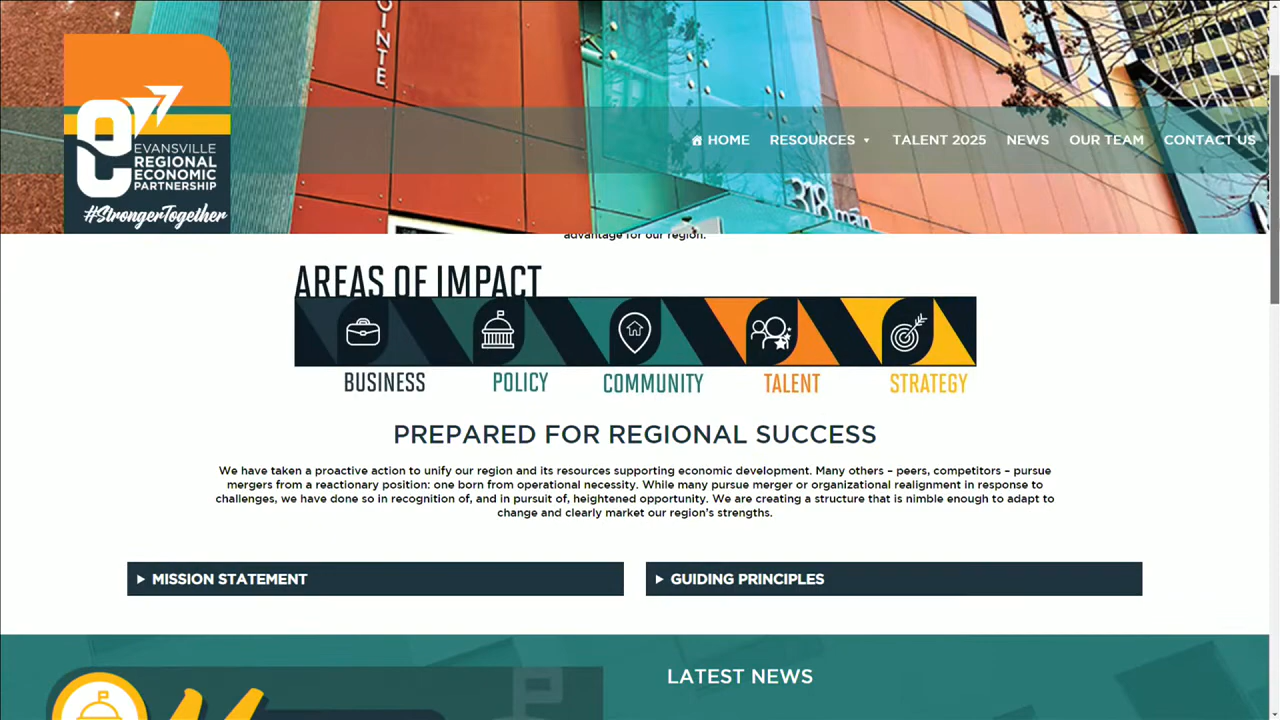 OINTE
318 main
EVANSVILLE
REGIONAL
ECONOMIC
PARTNERSHIP
#StrongerTogether
HOME RESOURCES TALENT 2025 NEWS OUR TEAM CONTACT US
advantage for our region.
AREAS OF IMPACT
BUSINESS POLICY COMMUNITY TALENT STRATEGY
PREPARED FOR REGIONAL SUCCESS
We have taken a proactive action to unify our region and its resources supporting economic development. Many others – peers, competitors – pursue
mergers from a reactionary position: one born from operational necessity. While many pursue merger or organizational realignment in response to
challenges, we have done so in recognition of, and in pursuit of, heightened opportunity. We are creating a structure that is nimble enough to adapt to
change and clearly market our region's strengths.
MISSION STATEMENT
GUIDING PRINCIPLES
LATEST NEWS